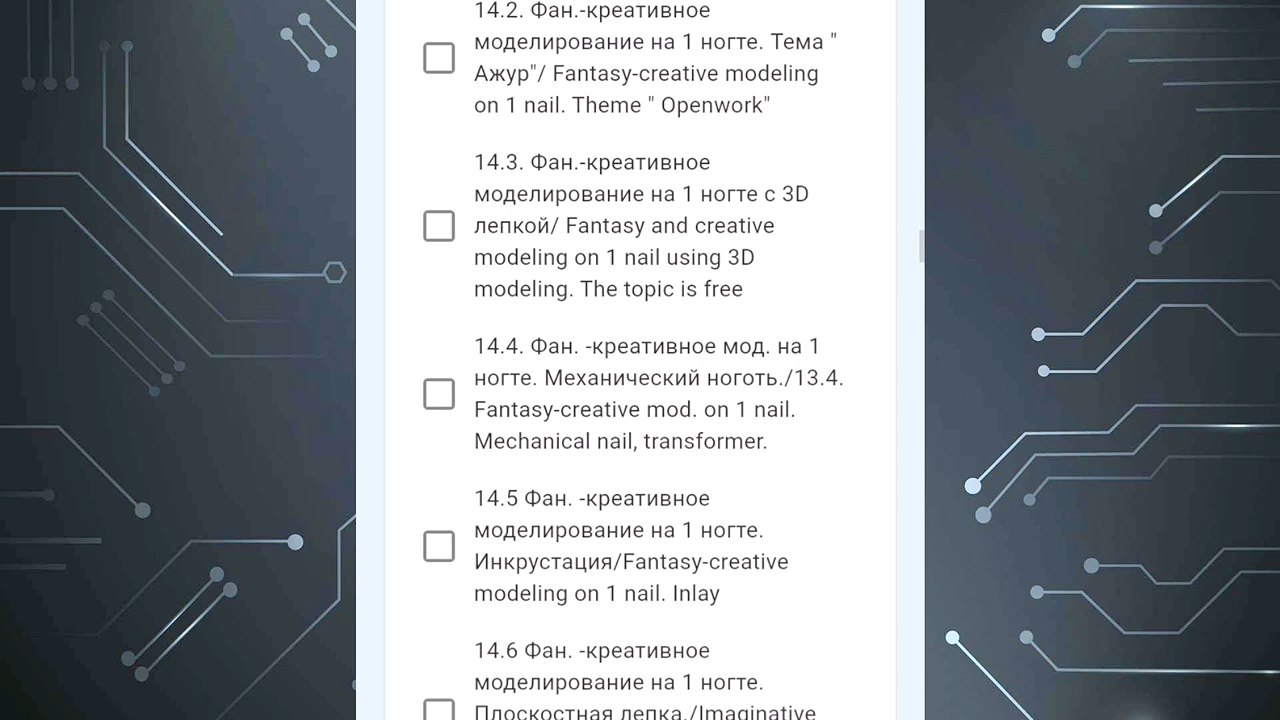 14.2. Фан.-креативное
моделирование на 1 ногте. Тема "
Ажур"/ Fantasy-creative modeling
on 1 nail. Theme " Openwork"
14.3. Фан.-креативное
моделирование на 1 ногте с 3D
лепкой/ Fantasy and creative
modeling on 1 nail using 3D
modeling. The topic is free
14.4. Фан. -креативное мод. на 1
ногте. Механический ноготь./13.4.
Fantasy-creative mod. on 1 nail.
Mechanical nail, transformer.
14.5 Фан. -креативное
моделирование на 1 ногте.
Инкрустация/Fantasy-creative
modeling on 1 nail. Inlay
14.6 Фан. -креативное
моделирование на 1 ногте.
Плоскостная лепка./Imaginative